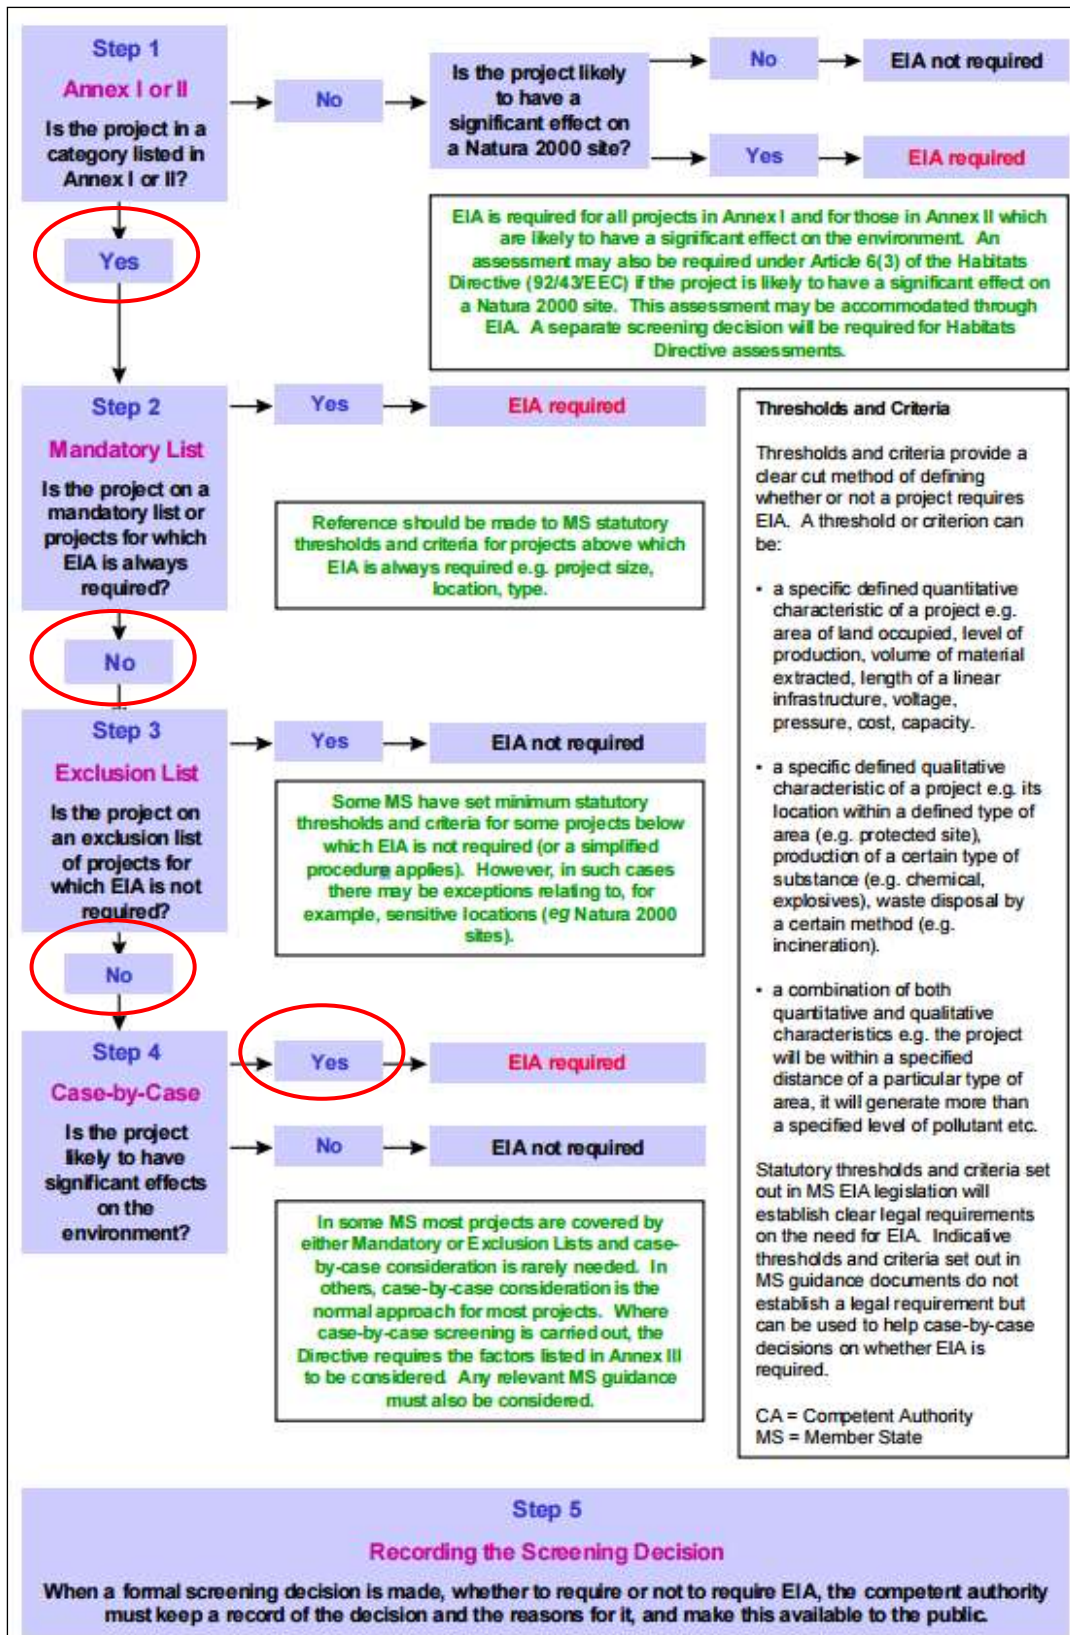 Step 1
Annex I or II
Is the project in a
category listed in
Annex I or II?
No
Is the project likely
to have a
significant effect on
a Natura 2000 site?
No
EIA not required
Yes
EIA required
Yes
EIA is required for all projects in Annex I and for those in Annex II which
are likely to have a significant effect on the environment. An
assessment may also be required under Article 6(3) of the Habitats
Directive (92/43/EEC) if the project is likely to have a significant effect on
a Natura 2000 site. This assessment may be accommodated through
EIA. A separate screening decision will be required for Habitats
Directive assessments.
Step 2
Mandatory List
Is the project on a
mandatory list or
projects for which
EIA is always
required?
Yes
EIA required
Reference should be made to MS statutory
thresholds and criteria for projects above which
EIA is always required e.g. project size,
location, type.
No
Step 3
Exclusion List
Is the project on
an exclusion list
of projects for
which EIA is not
required?
Yes
EIA not required
Some MS have set minimum statutory
thresholds and criteria for some projects below
which EIA is not required (or a simplified
procedure applies). However, in such cases
there may be exceptions relating to, for
example, sensitive locations (eg Natura 2000
sites).
No
Step 4
Case-by-Case
Is the project
likely to have
significant effects
on the
environment?
Yes
EIA required
No
EIA not required
In some MS most projects are covered by
either Mandatory or Exclusion Lists and case-
by-case consideration is rarely needed. In
others, case-by-case consideration is the
normal approach for most projects. Where
case-by-case screening is carried out, the
Directive requires the factors listed in Annex III
to be considered. Any relevant MS guidance
must also be considered.
Thresholds and Criteria
Thresholds and criteria provide a
clear cut method of defining
whether or not a project requires
EIA. A threshold or criterion can
be:
• a specific defined quantitative
characteristic of a project e.g.
area of land occupied, level of
production, volume of material
extracted, length of a linear
infrastructure, voltage,
pressure, cost, capacity.
• a specific defined qualitative
characteristic of a project e.g. its
location within a defined type of
area (e.g. protected site),
production of a certain type of
substance (e.g. chemical,
explosives), waste disposal by
a certain method (e.g.
incineration).
• a combination of both
quantitative and qualitative
characteristics e.g. the project
will be within a specified
distance of a particular type of
area, it will generate more than
a specified level of pollutant etc.
Statutory thresholds and criteria set
out in MS EIA legislation will
establish clear legal requirements
on the need for EIA. Indicative
thresholds and criteria set out in
MS guidance documents do not
establish a legal requirement but
can be used to help case-by-case
decisions on whether EIA is
required.
CA = Competent Authority
MS = Member State
Step 5
Recording the Screening Decision
When a formal screening decision is made, whether to require or not to require EIA, the competent authority
must keep a record of the decision and the reasons for it, and make this available to the public.